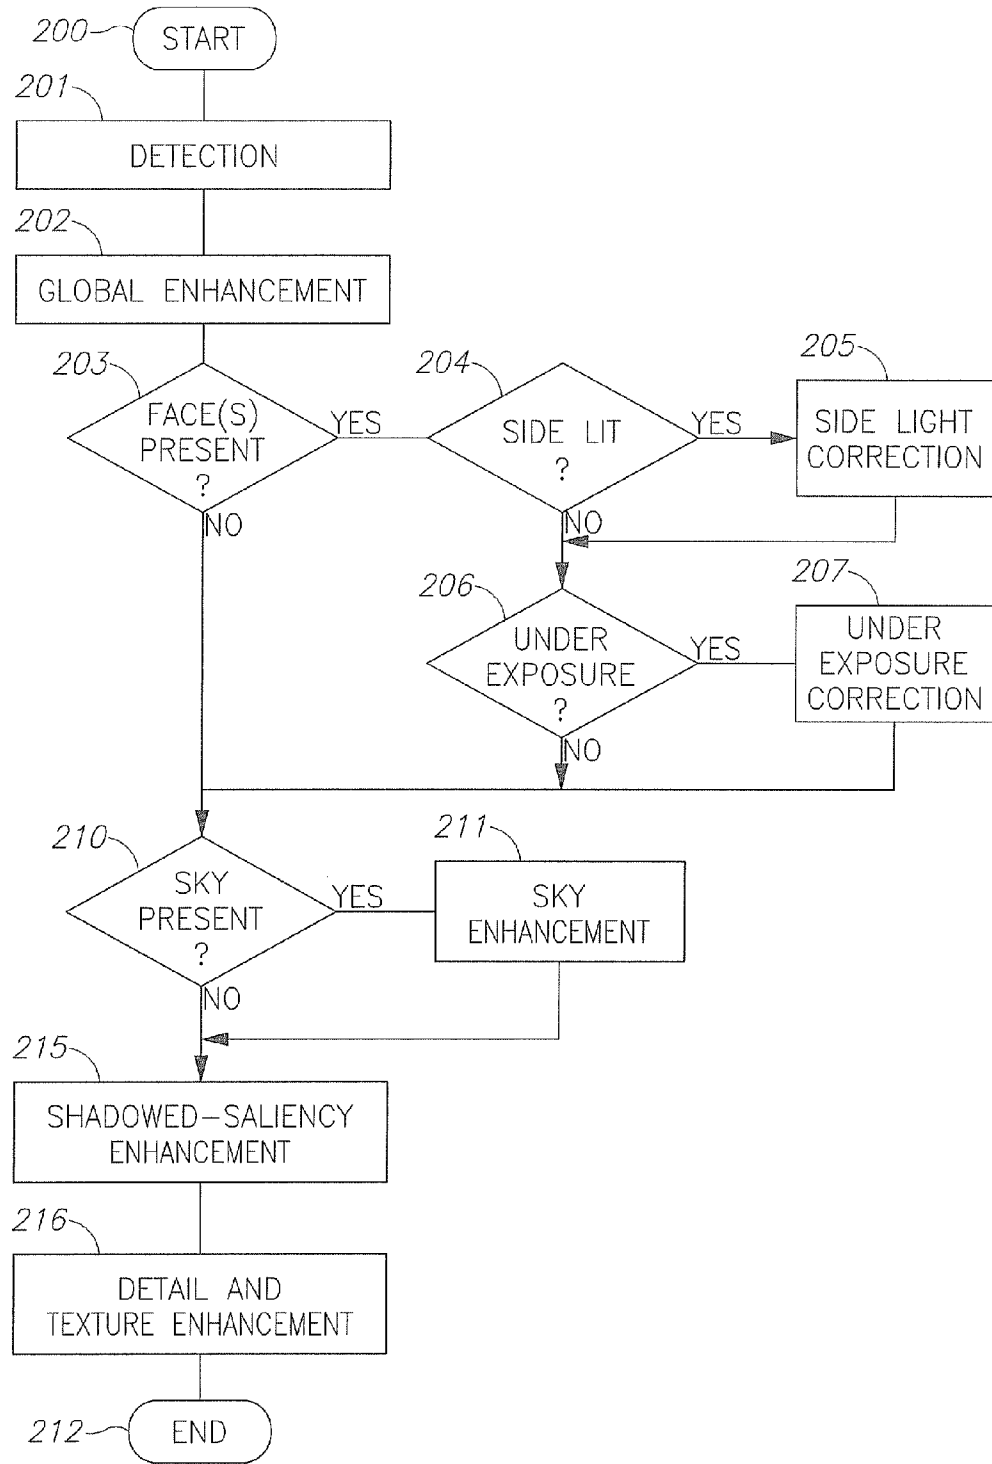 200
START
201
DETECTION
202
GLOBAL ENHANCEMENT
203
FACE(S)
PRESENT
?
YES
NO
204
SIDE LIT
?
YES
NO
205
SIDE LIGHT
CORRECTION
206
UNDER
EXPOSURE
?
YES
NO
207
UNDER
EXPOSURE
CORRECTION
210
SKY
PRESENT
?
YES
NO
211
SKY
ENHANCEMENT
215
SHADOWED-SALIENCY
ENHANCEMENT
216
DETAIL AND
TEXTURE ENHANCEMENT
212
END